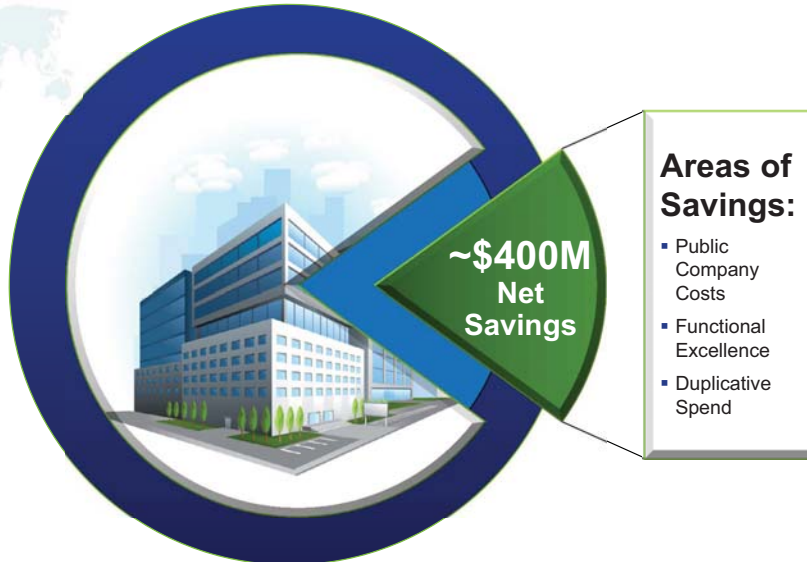 ~$400M
Net
Savings
Areas of
Savings:
▪ Public
Company
Costs
▪ Functional
Excellence
▪ Duplicative
Spend